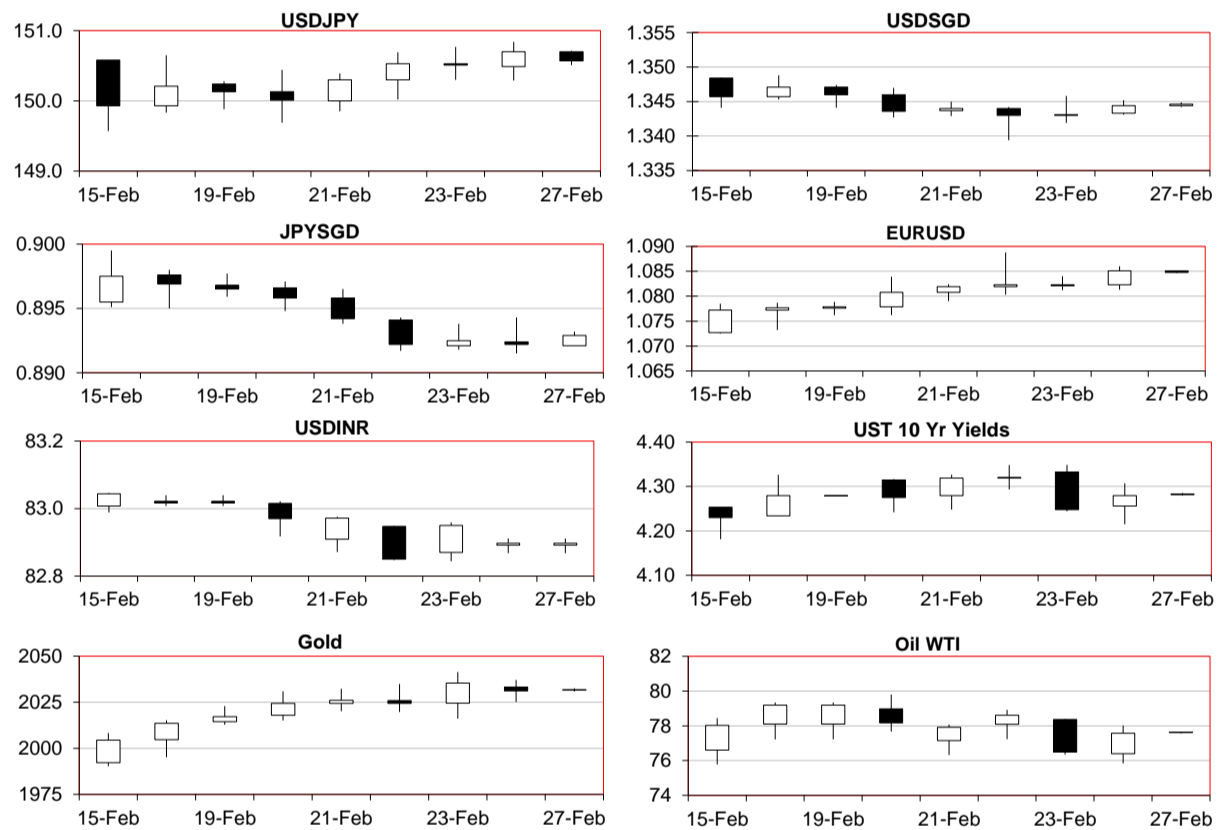 USDJPY
151.0
150.0
149.0
15-Feb 19-Feb 21-Feb 23-Feb 27-Feb
USDSGD
1.355
1.350
1.345
1.340
1.335
15-Feb 19-Feb 21-Feb 23-Feb 27-Feb
JPYSGD
0.900
0.895
0.890
15-Feb 19-Feb 21-Feb 23-Feb 27-Feb
EURUSD
1.090
1.085
1.080
1.075
1.070
1.065
15-Feb 19-Feb 21-Feb 23-Feb 27-Feb
USDINR
83.2
83.0
82.8
15-Feb 19-Feb 21-Feb 23-Feb 27-Feb
UST 10 Yr Yields
4.40
4.30
4.20
4.10
15-Feb 19-Feb 21-Feb 23-Feb 27-Feb
Gold
2050
2025
2000
1975
15-Feb 19-Feb 21-Feb 23-Feb 27-Feb
Oil WTI
82
80
78
76
74
15-Feb 19-Feb 21-Feb 23-Feb 27-Feb